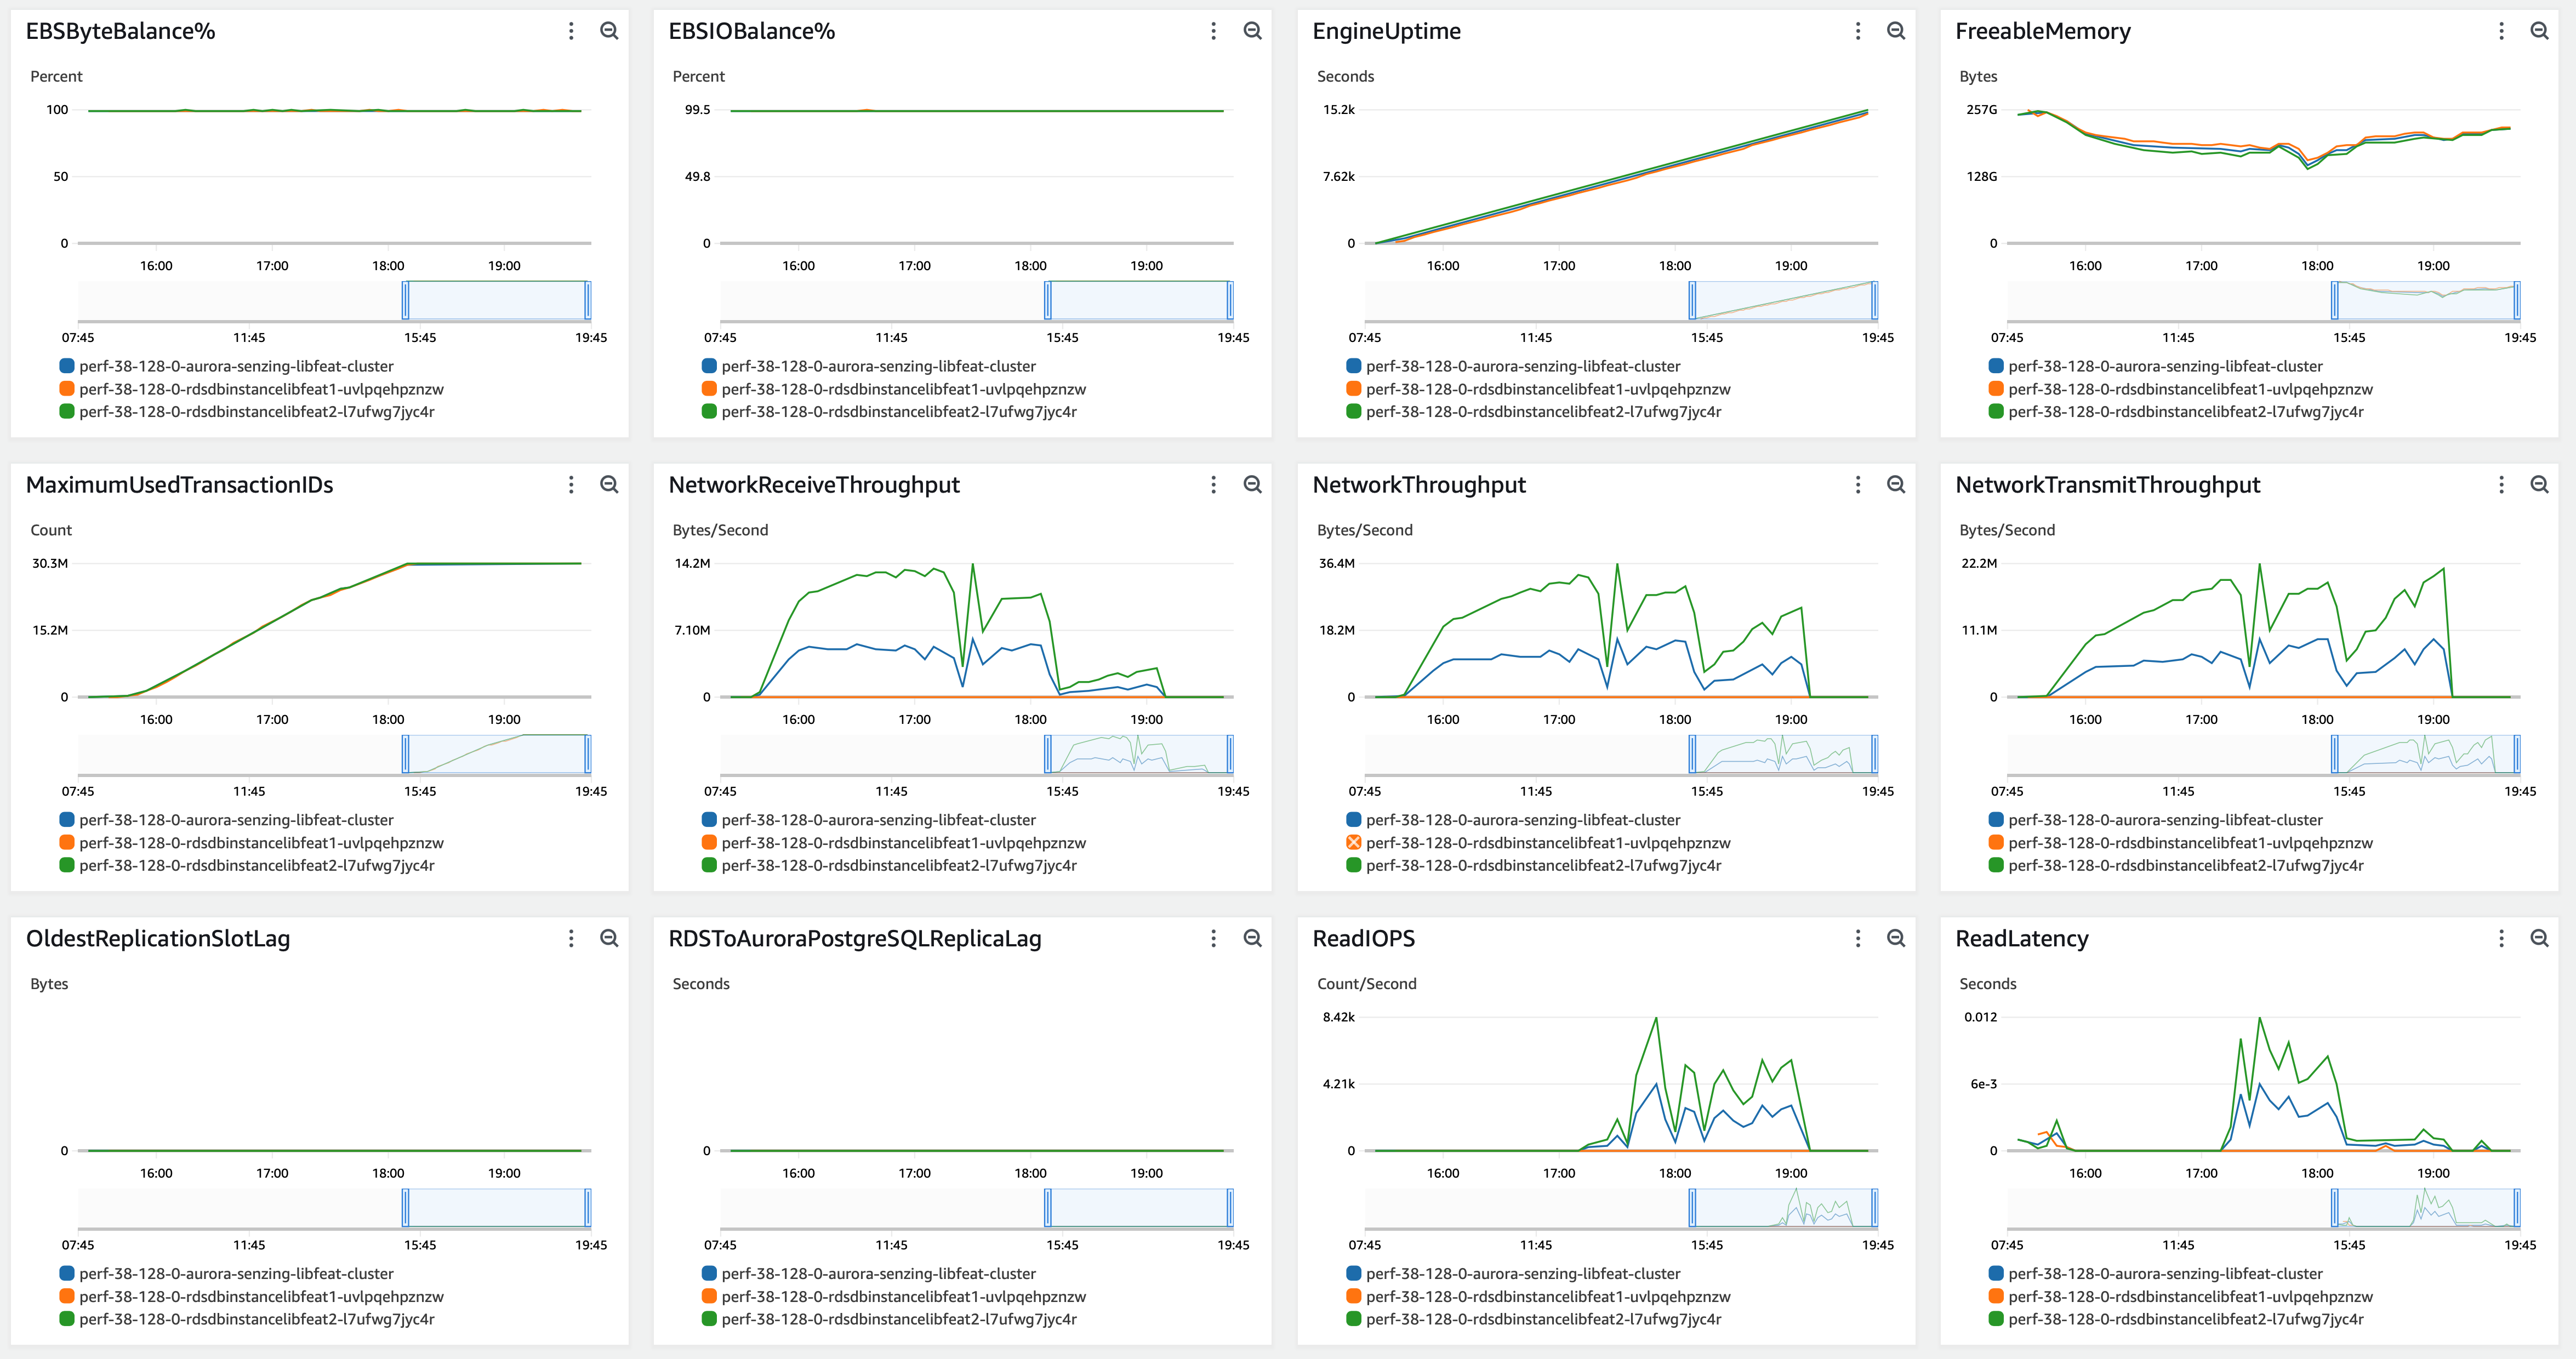 EBSByteBalance%
Percent
100
50
0
16:00 17:00 18:00 19:00
07:45 11:45 15:45 19:45
perf-38-128-0-aurora-senzing-libfeat-cluster
perf-38-128-0-rdsdbinstancelibfeat1-uvlpqehpznzw
perf-38-128-0-rdsdbinstancelibfeat2-l7ufwg7jyc4r
EBSIOBalance%
Percent
99.5
49.8
0
16:00 17:00 18:00 19:00
07:45 11:45 15:45 19:45
perf-38-128-0-aurora-senzing-libfeat-cluster
perf-38-128-0-rdsdbinstancelibfeat1-uvlpqehpznzw
perf-38-128-0-rdsdbinstancelibfeat2-l7ufwg7jyc4r
EngineUptime
Seconds
15.2k
7.62k
0
16:00 17:00 18:00 19:00
07:45 11:45 15:45 19:45
perf-38-128-0-aurora-senzing-libfeat-cluster
perf-38-128-0-rdsdbinstancelibfeat1-uvlpqehpznzw
perf-38-128-0-rdsdbinstancelibfeat2-l7ufwg7jyc4r
FreeableMemory
Bytes
257G
128G
0
16:00 17:00 18:00 19:00
07:45 11:45 15:45 19:45
perf-38-128-0-aurora-senzing-libfeat-cluster
perf-38-128-0-rdsdbinstancelibfeat1-uvlpqehpznzw
perf-38-128-0-rdsdbinstancelibfeat2-l7ufwg7jyc4r
MaximumUsedTransactionIDs
Count
30.3M
15.2M
0
16:00 17:00 18:00 19:00
07:45 11:45 15:45 19:45
perf-38-128-0-aurora-senzing-libfeat-cluster
perf-38-128-0-rdsdbinstancelibfeat1-uvlpqehpznzw
perf-38-128-0-rdsdbinstancelibfeat2-l7ufwg7jyc4r
NetworkReceiveThroughput
Bytes/Second
14.2M
7.10M
0
16:00 17:00 18:00 19:00
07:45 11:45 15:45 19:45
perf-38-128-0-aurora-senzing-libfeat-cluster
perf-38-128-0-rdsdbinstancelibfeat1-uvlpqehpznzw
perf-38-128-0-rdsdbinstancelibfeat2-l7ufwg7jyc4r
NetworkThroughput
Bytes/Second
36.4M
18.2M
0
16:00 17:00 18:00 19:00
07:45 11:45 15:45 19:45
perf-38-128-0-aurora-senzing-libfeat-cluster
perf-38-128-0-rdsdbinstancelibfeat1-uvlpqehpznzw
perf-38-128-0-rdsdbinstancelibfeat2-l7ufwg7jyc4r
NetworkTransmitThroughput
Bytes/Second
22.2M
11.1M
0
16:00 17:00 18:00 19:00
07:45 11:45 15:45 19:45
perf-38-128-0-aurora-senzing-libfeat-cluster
perf-38-128-0-rdsdbinstancelibfeat1-uvlpqehpznzw
perf-38-128-0-rdsdbinstancelibfeat2-l7ufwg7jyc4r
OldestReplicationSlotLag
Bytes
0
16:00 17:00 18:00 19:00
07:45 11:45 15:45 19:45
perf-38-128-0-aurora-senzing-libfeat-cluster
perf-38-128-0-rdsdbinstancelibfeat1-uvlpqehpznzw
perf-38-128-0-rdsdbinstancelibfeat2-l7ufwg7jyc4r
RDSToAuroraPostgreSQLReplicaLag
Seconds
0
16:00 17:00 18:00 19:00
07:45 11:45 15:45 19:45
perf-38-128-0-aurora-senzing-libfeat-cluster
perf-38-128-0-rdsdbinstancelibfeat1-uvlpqehpznzw
perf-38-128-0-rdsdbinstancelibfeat2-l7ufwg7jyc4r
ReadIOPS
Count/Second
8.42k
4.21k
0
16:00 17:00 18:00 19:00
07:45 11:45 15:45 19:45
perf-38-128-0-aurora-senzing-libfeat-cluster
perf-38-128-0-rdsdbinstancelibfeat1-uvlpqehpznzw
perf-38-128-0-rdsdbinstancelibfeat2-l7ufwg7jyc4r
ReadLatency
Seconds
0.012
6e-3
0
16:00 17:00 18:00 19:00
07:45 11:45 15:45 19:45
perf-38-128-0-aurora-senzing-libfeat-cluster
perf-38-128-0-rdsdbinstancelibfeat1-uvlpqehpznzw
perf-38-128-0-rdsdbinstancelibfeat2-l7ufwg7jyc4r